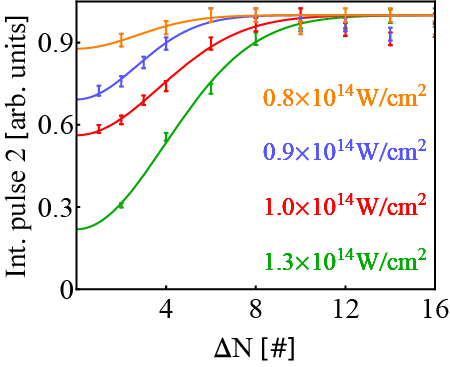 Int. pulse 2 [arb. units]
0.9
0.6
0.3
0
0.8×10¹⁴W/cm²
0.9×10¹⁴W/cm²
1.0×10¹⁴W/cm²
1.3×10¹⁴W/cm²
4 8 12 16
ΔN [#]